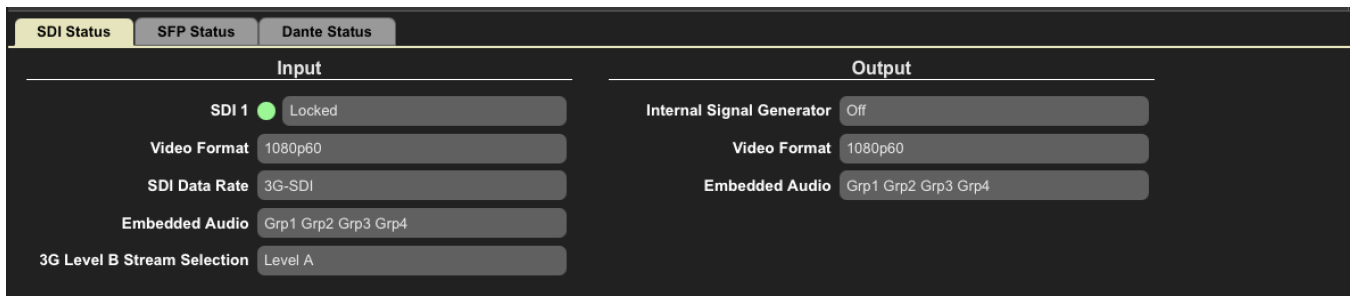 SDI Status SFP Status Dante Status
Input
SDI 1 Locked
Video Format 1080p60
SDI Data Rate 3G-SDI
Embedded Audio Grp1 Grp2 Grp3 Grp4
3G Level B Stream Selection Level A
Output
Internal Signal Generator Off
Video Format 1080p60
Embedded Audio Grp1 Grp2 Grp3 Grp4